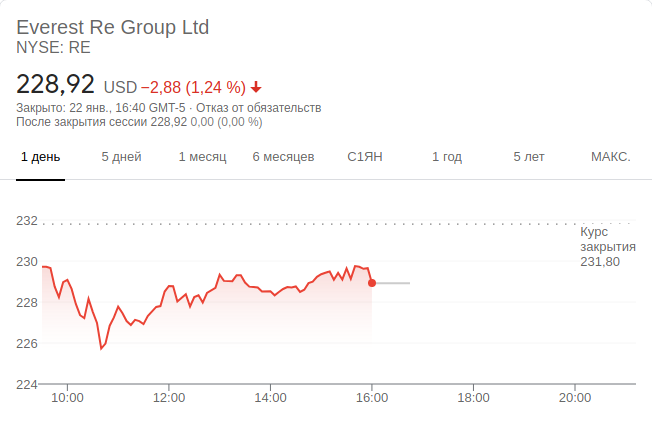 Everest Re Group Ltd
NYSE: RE
228,92 USD −2,88 (1,24 %)
Закрыто: 22 янв., 16:40 GMT-5 · Отказ от обязательств
После закрытия сессии 228,92 0,00 (0,00 %)
1 день 5 дней 1 месяц 6 месяцев С1ЯН 1 год 5 лет МАКС.
232
Курс
закрытия
231,80
230
228
226
224
10:00 12:00 14:00 16:00 18:00 20:00